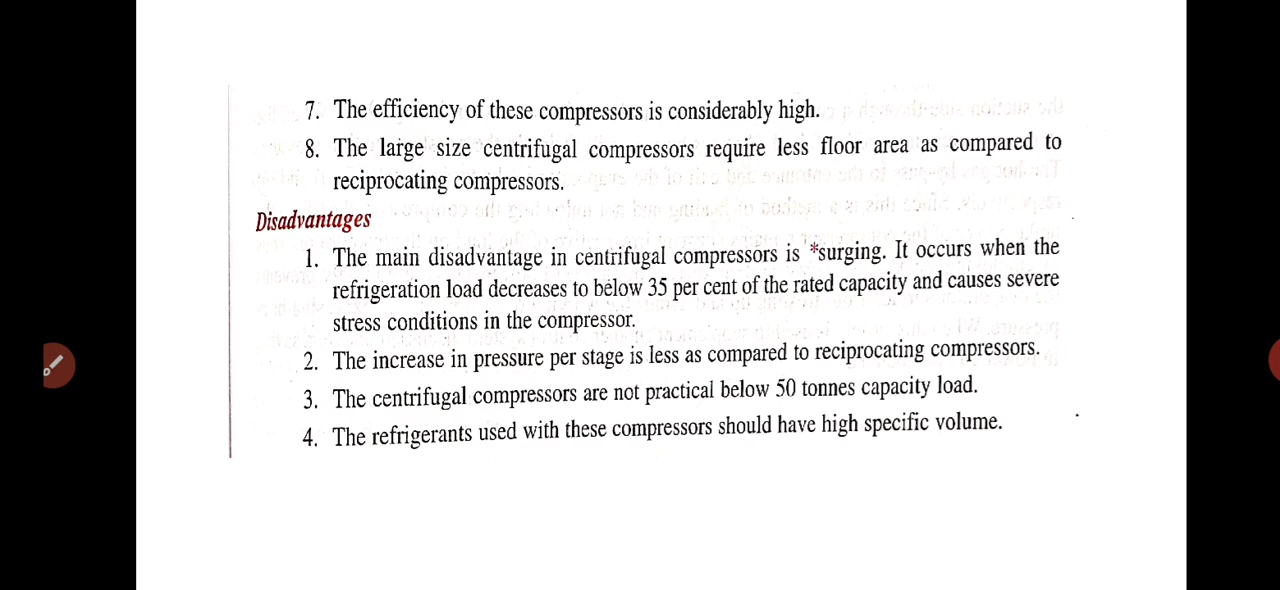 7. The efficiency of these compressors is considerably high.
8. The large size centrifugal compressors require less floor area as compared to
reciprocating compressors.
Disadvantages
1. The main disadvantage in centrifugal compressors is *surging. It occurs when the
refrigeration load decreases to below 35 per cent of the rated capacity and causes severe
stress conditions in the compressor.
2. The increase in pressure per stage is less as compared to reciprocating compressors.
3. The centrifugal compressors are not practical below 50 tonnes capacity load.
4. The refrigerants used with these compressors should have high specific volume.